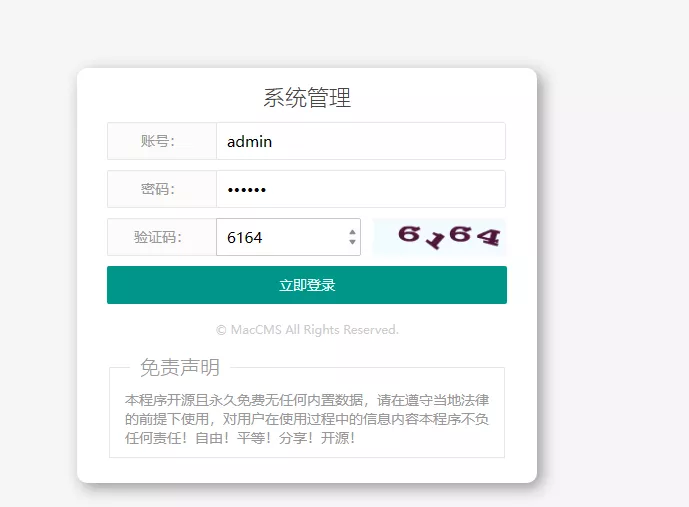 系统管理
账号：
admin
密码：
••••••
验证码：
6164
6164
立即登录
© MacCMS All Rights Reserved.
免责声明
本程序开源且永久免费无任何内置数据，请在遵守当地法律
的前提下使用，对用户在使用过程中的信息内容本程序不负
任何责任！自由！平等！分享！开源！